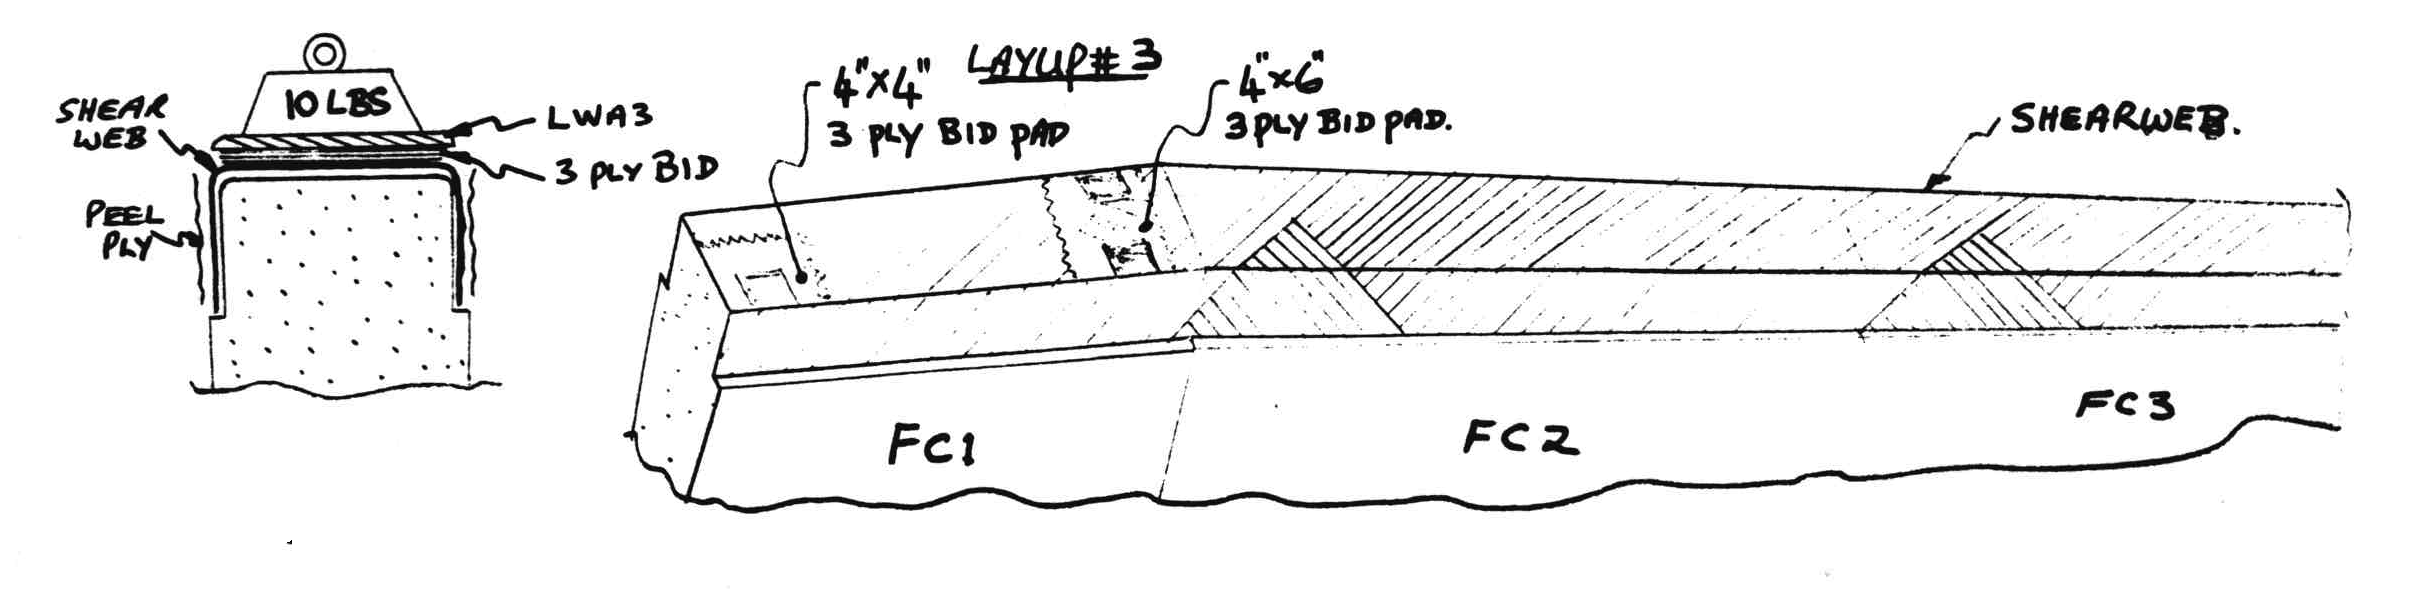 LAYUP # 3
10 LBS
SHEAR
WEB
LWA3
3 PLY BID
PEEL
PLY
4"X4"
3 PLY BID PAD
4"X6"
3 PLY BID PAD.
SHEARWEB.
FC1
FC2
FC3